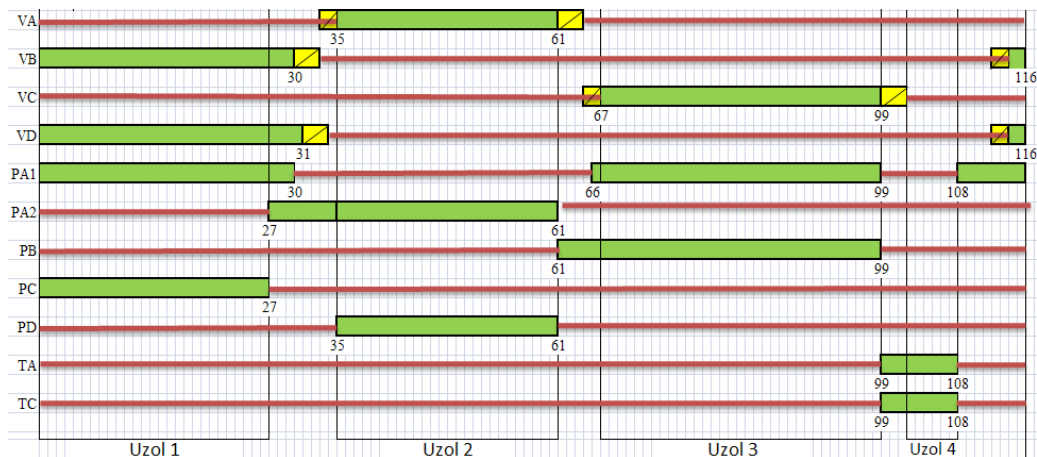 VA
35 61
VB
30 116
VC
67 99
VD
31 116
PA1
30 66 99 108
PA2
27 61
PB
61 99
PC
27
PD
35 61
TA
99 108
TC
99 108
Uzol 1 Uzol 2 Uzol 3 Uzol 4